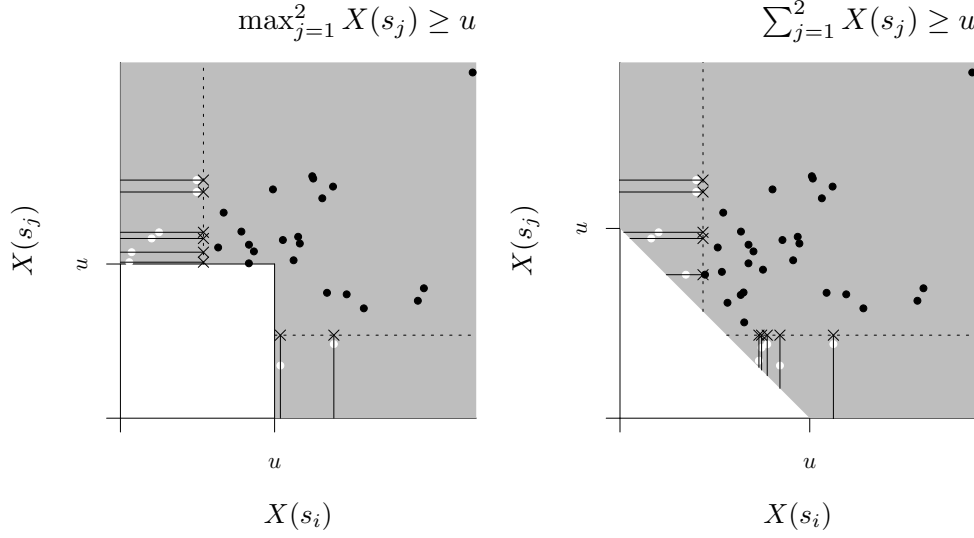 max_{j=1}^{2} X(s_j) ≥ u
∑_{j=1}^{2} X(s_j) ≥ u
X(s_j)
u
u
X(s_i)
X(s_j)
u
u
X(s_i)